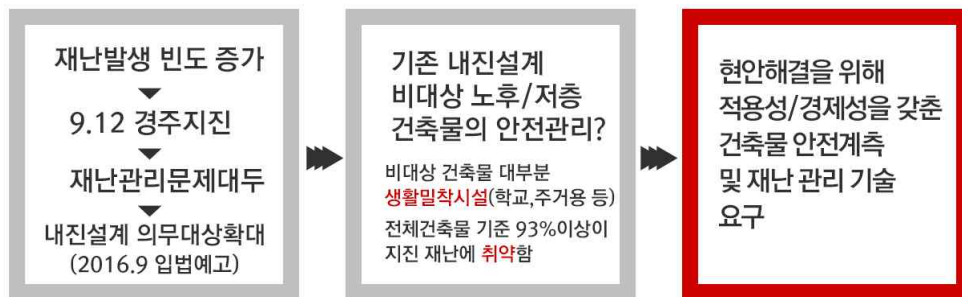 재난발생 빈도 증가
9.12 경주지진
재난관리문제대두
내진설계 의무대상확대
(2016.9 입법예고)
기존 내진설계
비대상 노후/저층
건축물의 안전관리?
비대상 건축물 대부분
생활밀착시설(학교,주거용 등)
전체건축물 기준 93%이상이
지진 재난에 취약함
현안해결을 위해
적용성/경제성을 갖춘
건축물 안전계측
및 재난 관리 기술
요구